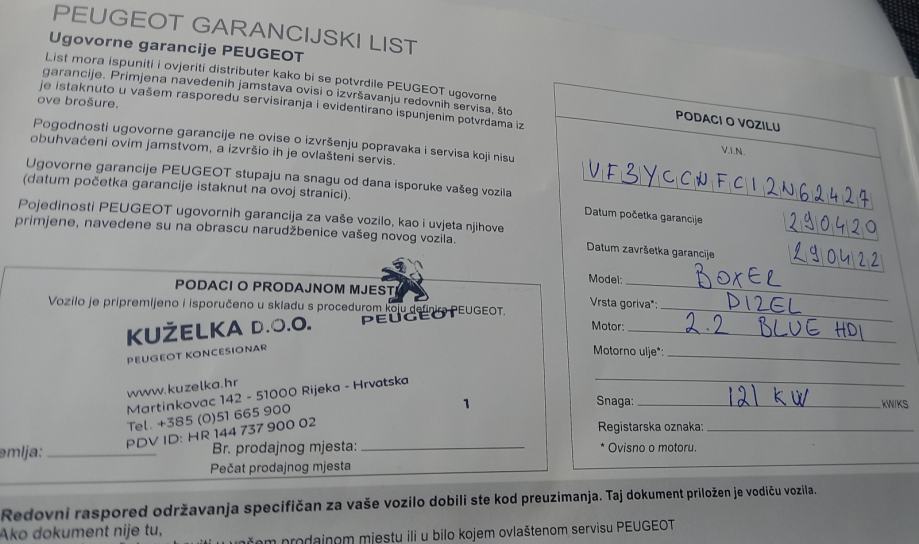 PEUGEOT GARANCIJSKI LIST
Ugovorne garancije PEUGEOT
List mora ispuniti i ovjeriti distributer kako bi se potvrdile PEUGEOT ugovorne
garancije. Primjena navedenih jamstava ovisi o izvršavanju redovnih servisa, što
je istaknuto u vašem rasporedu servisiranja i evidentirano ispunjenim potvrdama iz
ove brošure.
Pogodnosti ugovorne garancije ne ovise o izvršenju popravaka i servisa koji nisu
obuhvaćeni ovim jamstvom, a izvršio ih je ovlašteni servis.
Ugovorne garancije PEUGEOT stupaju na snagu od dana isporuke vašeg vozila
(datum početka garancije istaknut na ovoj stranici).
Pojedinosti PEUGEOT ugovornih garancija za vaše vozilo, kao i uvjeta njihove
primjene, navedene su na obrascu narudžbenice vašeg novog vozila.
PODACI O PRODAJNOM MJEST
Vozilo je pripremljeno i isporučeno u skladu s procedurom koju definira PEUGEOT.
PEUGEOT
KUŽELKA D.O.O.
PEUGEOT KONCESIONAR
www.kuzelka.hr
Martinkovac 142 - 51000 Rijeka - Hrvatska
Tel. +385 (0)51 665 900
PDV ID: HR 144 737 900 02
1
emlja:
Br. prodajnog mjesta:
Pečat prodajnog mjesta
PODACI O VOZILU
V.I.N.
VF3YCCNFC12N62427
Datum početka garancije 290420
Datum završetka garancije 290422
Model: BOXER
Vrsta goriva*: DIZEL
Motor: 2.2 BLUE HDI
Motorno ulje*:
Snaga: 121 KW kW/KS
Registarska oznaka:
* Ovisno o motoru.
Redovni raspored održavanja specifičan za vaše vozilo dobili ste kod preuzimanja. Taj dokument priložen je vodiču vozila.
Ako dokument nije tu,
u vašem prodajnom mjestu ili u bilo kojem ovlaštenom servisu PEUGEOT